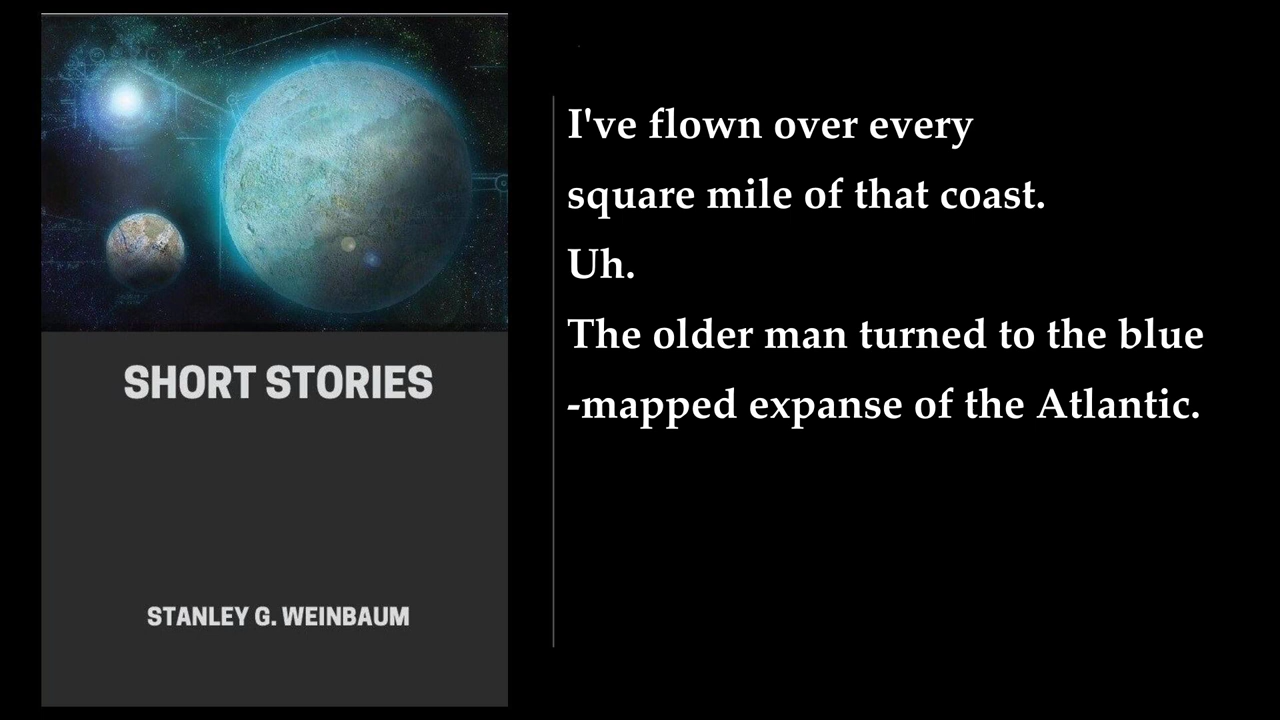 SHORT STORIES
STANLEY G. WEINBAUM
I've flown over every
square mile of that coast.
Uh.
The older man turned to the blue
-mapped expanse of the Atlantic.